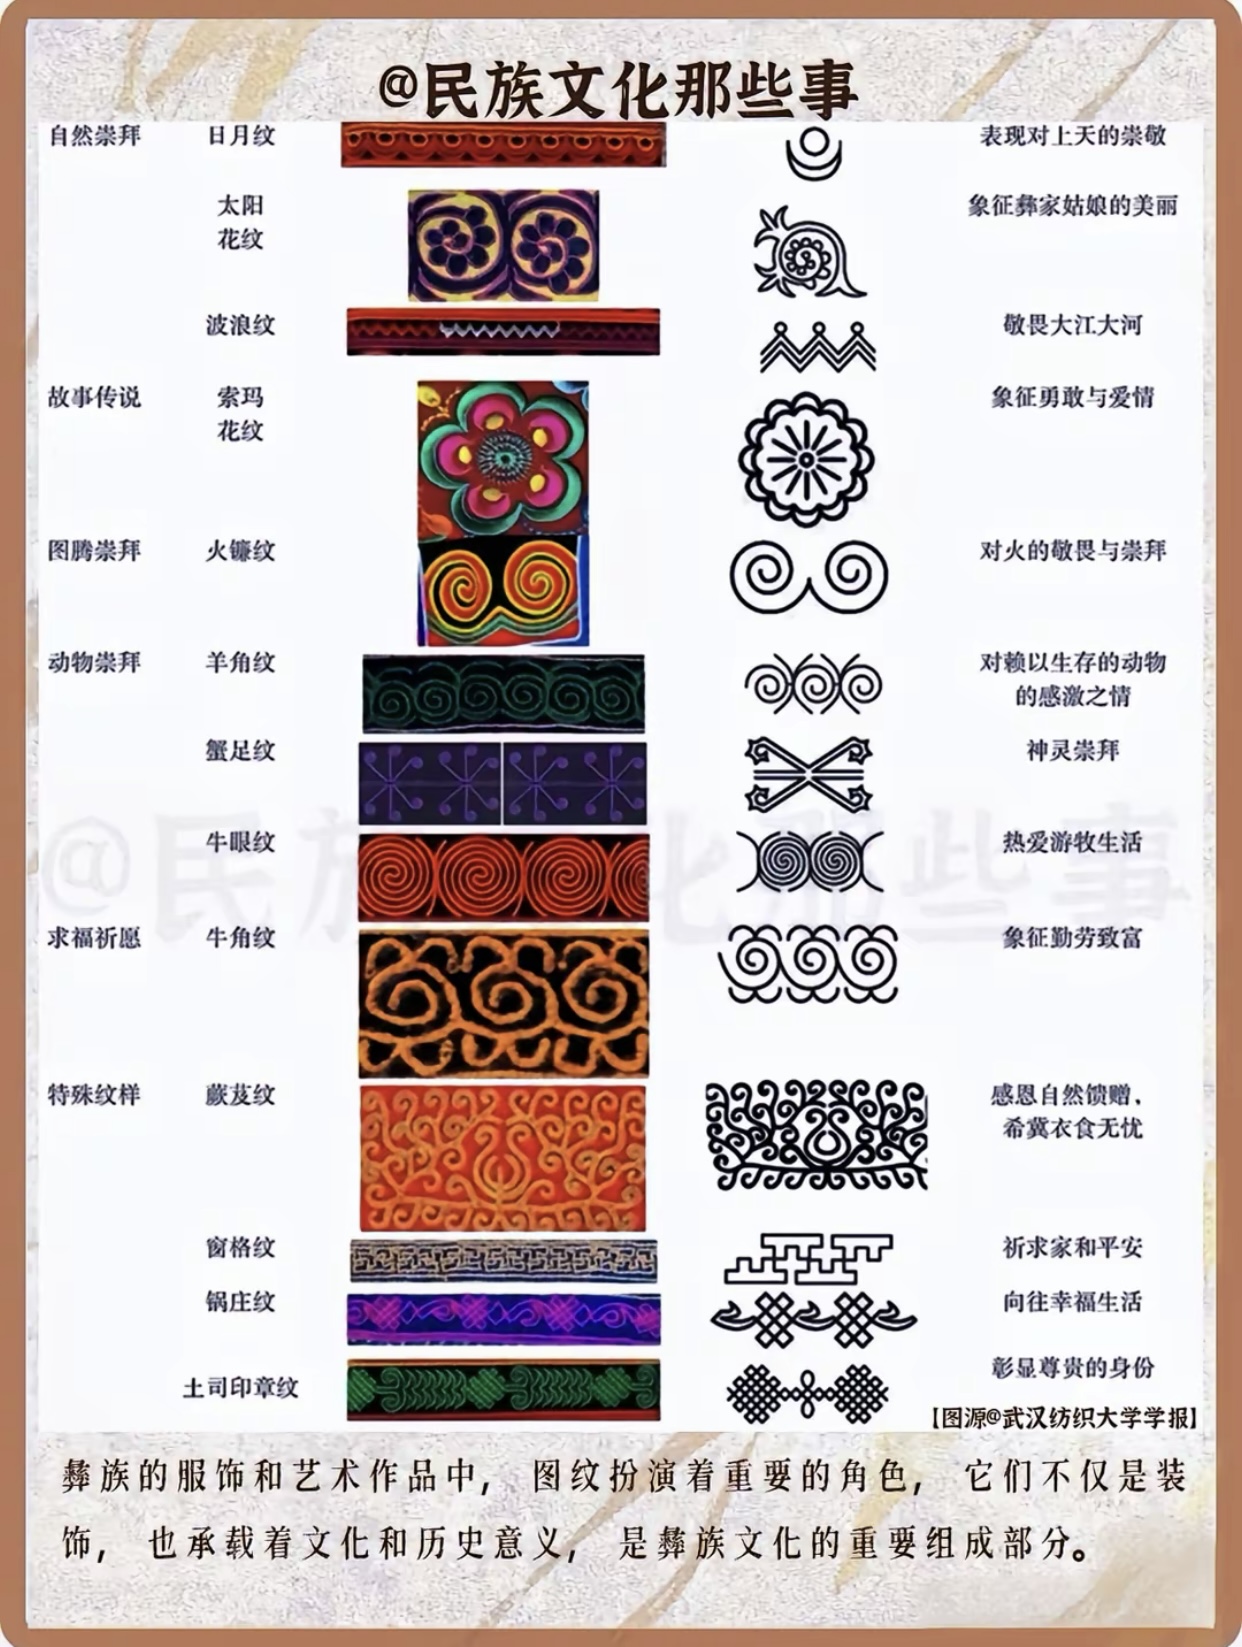 @民族文化那些事
自然崇拜 日月纹 表现对上天的崇敬
太阳 象征彝家姑娘的美丽
花纹
波浪纹 敬畏大江大河
故事传说 索玛 象征勇敢与爱情
花纹
图腾崇拜 火镰纹 对火的敬畏与崇拜
动物崇拜 羊角纹 对赖以生存的动物
的感激之情
蟹足纹 神灵崇拜
牛眼纹 热爱游牧生活
@民族文化那些事
求福祈愿 牛角纹 象征勤劳致富
特殊纹样 蕨芨纹 感恩自然馈赠，
希冀衣食无忧
窗格纹 祈求家和平安
锅庄纹 向往幸福生活
土司印章纹 彰显尊贵的身份
【图源@武汉纺织大学学报】
彝族的服饰和艺术作品中，图纹扮演着重要的角色，它们不仅是装
饰，也承载着文化和历史意义，是彝族文化的重要组成部分。